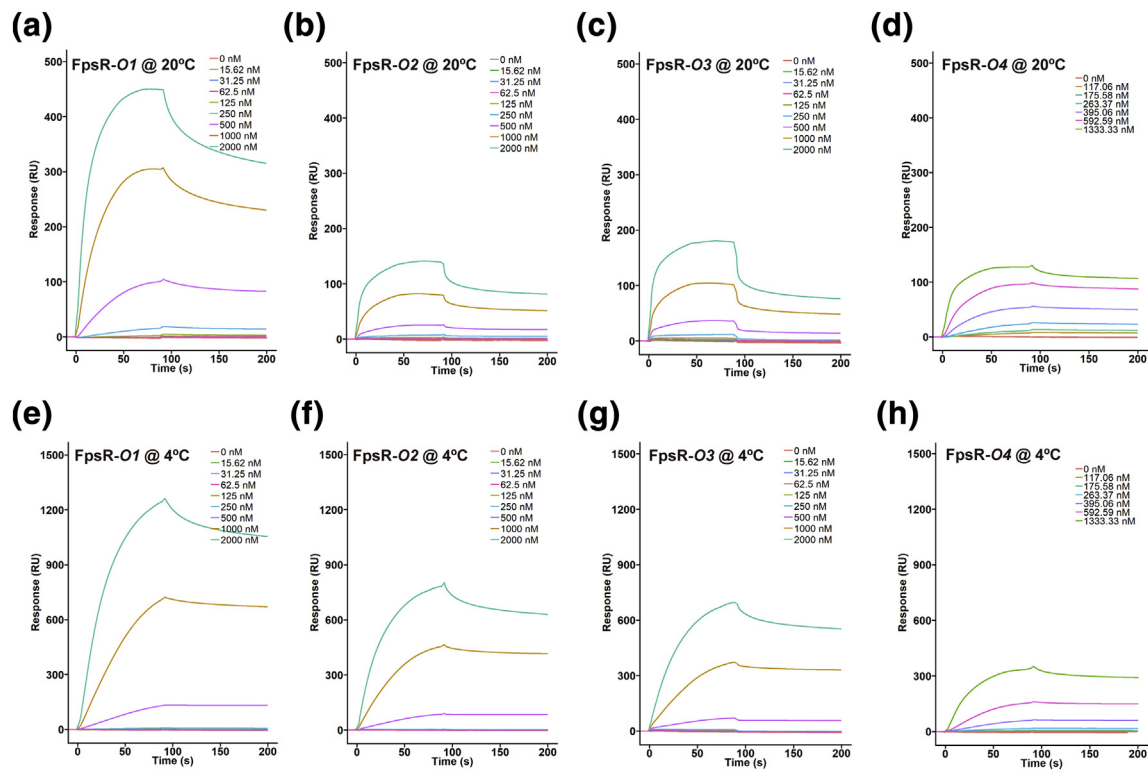 (a)
FpsR-O1 @ 20ºC
0 nM
15.62 nM
31.25 nM
62.5 nM
125 nM
250 nM
500 nM
1000 nM
2000 nM
500
400
300
200
100
0
Response (RU)
0 50 100 150 200
Time (s)
(b)
FpsR-O2 @ 20ºC
0 nM
15.62 nM
31.25 nM
62.5 nM
125 nM
250 nM
500 nM
1000 nM
2000 nM
500
400
300
200
100
0
Response (RU)
0 50 100 150 200
Time (s)
(c)
FpsR-O3 @ 20ºC
0 nM
15.62 nM
31.25 nM
62.5 nM
125 nM
250 nM
500 nM
1000 nM
2000 nM
500
400
300
200
100
0
Response (RU)
0 50 100 150 200
Time (s)
(d)
FpsR-O4 @ 20ºC
0 nM
117.06 nM
175.58 nM
263.37 nM
395.06 nM
592.59 nM
1333.33 nM
500
400
300
200
100
0
Response (RU)
0 50 100 150 200
Time (s)
(e)
FpsR-O1 @ 4ºC
0 nM
15.62 nM
31.25 nM
62.5 nM
125 nM
250 nM
500 nM
1000 nM
2000 nM
1500
1200
900
600
300
0
Response (RU)
0 50 100 150 200
Time (s)
(f)
FpsR-O2 @ 4ºC
0 nM
15.62 nM
31.25 nM
62.5 nM
125 nM
250 nM
500 nM
1000 nM
2000 nM
1500
1200
900
600
300
0
Response (RU)
0 50 100 150 200
Time (s)
(g)
FpsR-O3 @ 4ºC
0 nM
15.62 nM
31.25 nM
62.5 nM
125 nM
250 nM
500 nM
1000 nM
2000 nM
1500
1200
900
600
300
0
Response (RU)
0 50 100 150 200
Time (s)
(h)
FpsR-O4 @ 4ºC
0 nM
117.06 nM
175.58 nM
263.37 nM
395.06 nM
592.59 nM
1333.33 nM
1500
1200
900
600
300
0
Response (RU)
0 50 100 150 200
Time (s)